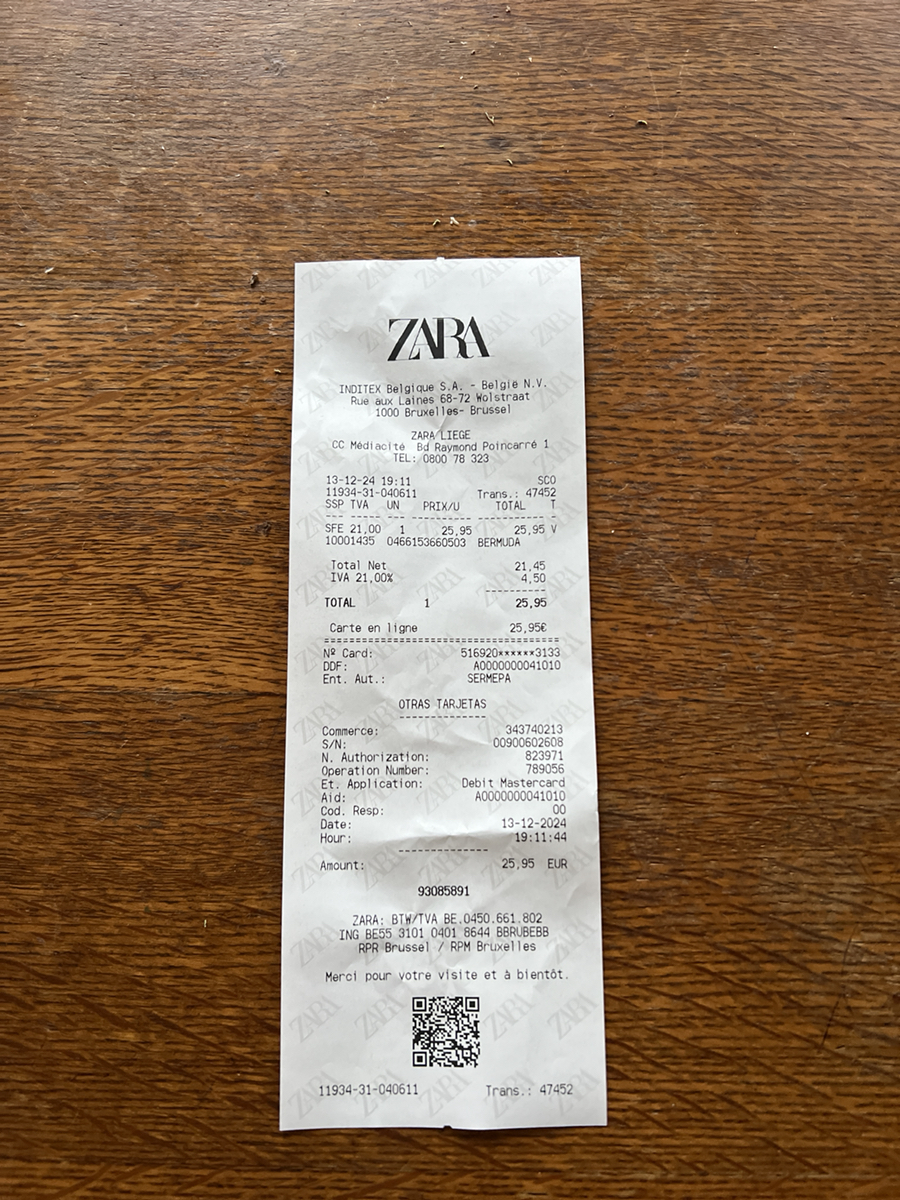 ZARA
INDITEX Belgique S.A. - België N.V.
Rue aux Laines 68-72 Wolstraat
1000 Bruxelles- Brussel
ZARA LIEGE
CC Médiacité Bd Raymond Poincarré 1
TEL: 0800 78 323
13-12-24 19:11 SCO
11934-31-040611 Trans.: 47452
SSP TVA UN PRIX/U TOTAL T
SFE 21,00 1 25,95 25,95 V
10001435 0466153660503 BERMUDA
Total Net 21,45
IVA 21,00% 4,50
TOTAL 1 25,95
Carte en ligne 25,95€
Nº Card: 516920******3133
DDF: A0000000041010
Ent. Aut.: SERMEPA
OTRAS TARJETAS
Commerce: 343740213
S/N: 00900602608
N. Authorization: 823971
Operation Number: 789056
Et. Application: Debit Mastercard
Aid: A0000000041010
Cod. Resp: 00
Date: 13-12-2024
Hour: 19:11:44
Amount: 25,95 EUR
93085891
ZARA: BTW/TVA BE.0450.661.802
ING BE55 3101 0401 8644 BBRUBEBB
RPR Brussel / RPM Bruxelles
Merci pour votre visite et à bientôt.
11934-31-040611 Trans.: 47452